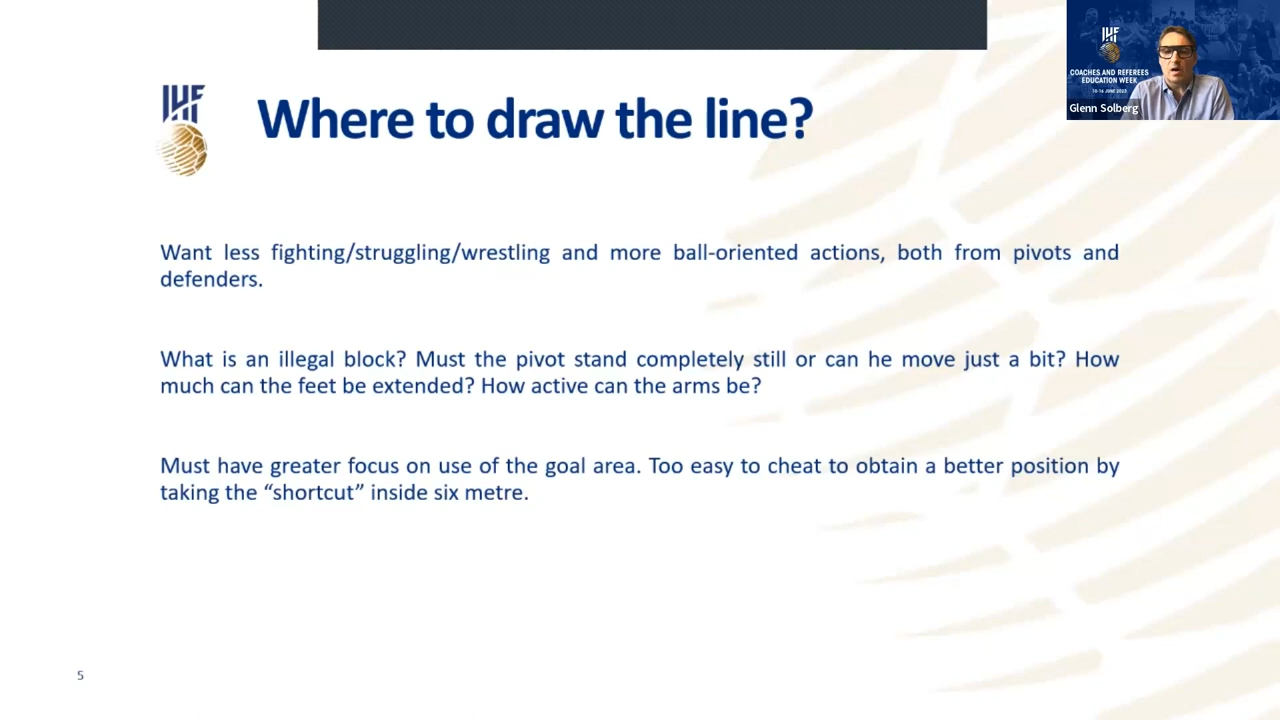 IHF
Where to draw the line?
Want less fighting/struggling/wrestling and more ball-oriented actions, both from pivots and
defenders.
What is an illegal block? Must the pivot stand completely still or can he move just a bit? How
much can the feet be extended? How active can the arms be?
Must have greater focus on use of the goal area. Too easy to cheat to obtain a better position by
taking the “shortcut” inside six metre.
5
IHF
COACHES AND REFEREES
EDUCATION WEEK
10-16 JUNE 2023
Glenn Solberg